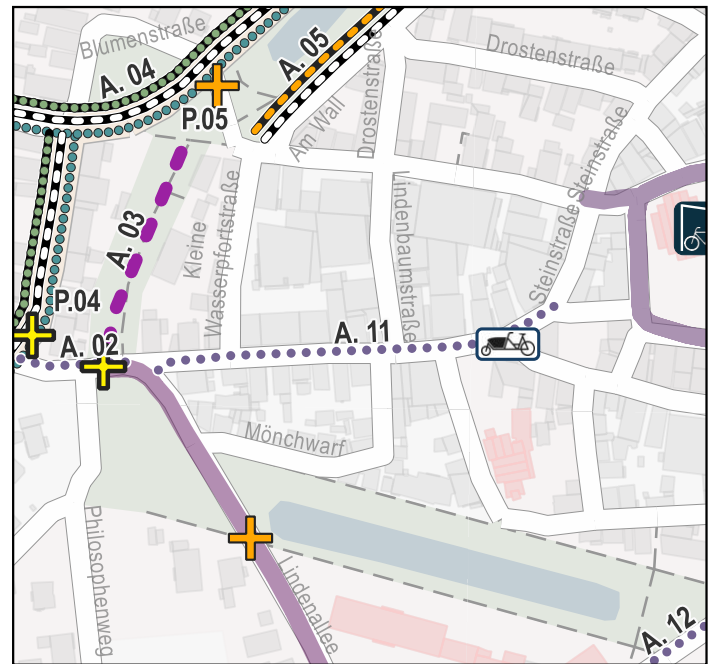 Blumenstraße
A. 04
A. 05
Drostenstraße
Drostenstraße
P.05
Am Wall
Steinstraße
A. 03
Kleine
Wasserpfortstraße
Lindenbaumstraße
Steinstraße
P.04
A. 02
A. 11
Mönchwarf
Philosophenweg
Lindenallee
A. 12